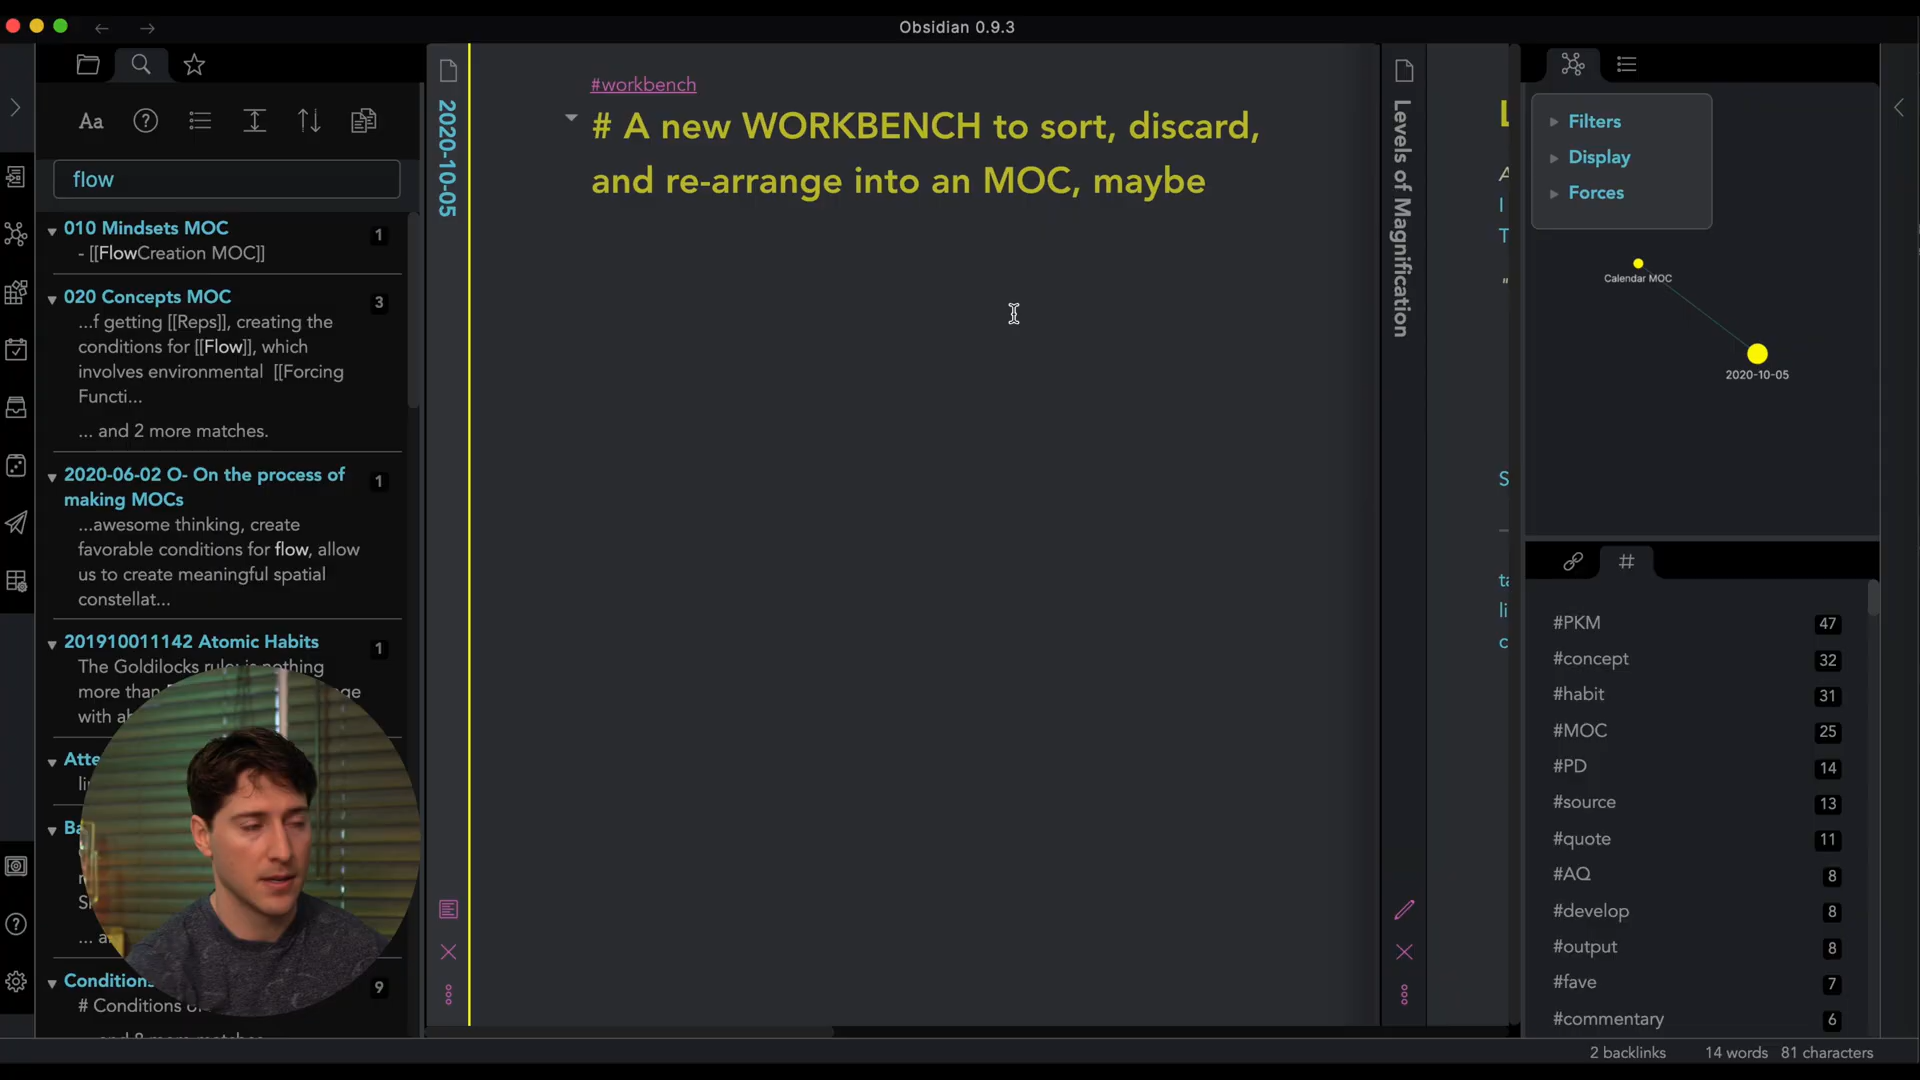 Obsidian 0.9.3
Aa
flow
010 Mindsets MOC
1
- [[FlowCreation MOC]]
020 Concepts MOC
3
...f getting [[Reps]], creating the
conditions for [[Flow]], which
involves environmental [[Forcing
Functi...
... and 2 more matches.
2020-06-02 O- On the process of
making MOCs
1
...awesome thinking, create
favorable conditions for flow, allow
us to create meaningful spatial
constellat...
201910011142 Atomic Habits
1
The Goldilocks rule: is nothing
more than
with
Conditions
9
# Conditions
2020-10-05
#workbench
# A new WORKBENCH to sort, discard,
and re-arrange into an MOC, maybe
Levels of Magnification
Filters
Display
Forces
Calendar MOC
2020-10-05
#PKM 47
#concept 32
#habit 31
#MOC 25
#PD 14
#source 13
#quote 11
#AQ 8
#develop 8
#output 8
#fave 7
#commentary 6
2 backlinks 14 words 81 characters